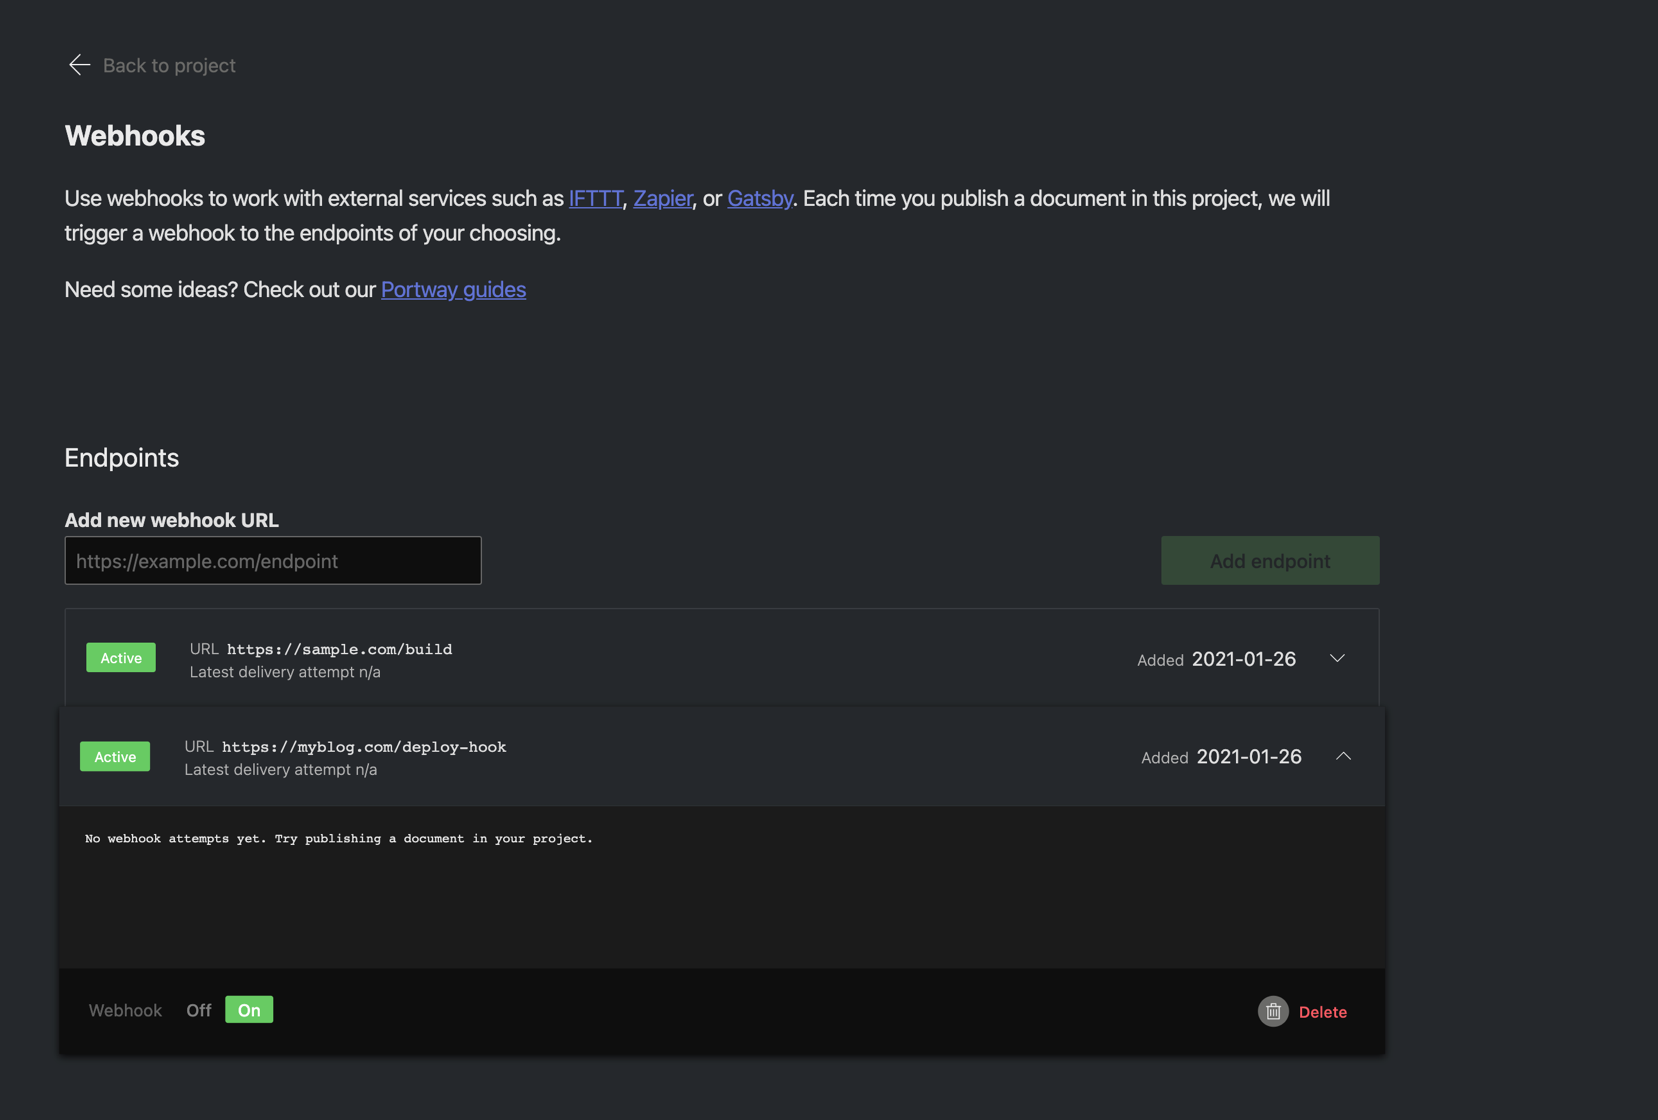 Back to project
Webhooks
Use webhooks to work with external services such as IFTTT, Zapier, or Gatsby. Each time you publish a document in this project, we will
trigger a webhook to the endpoints of your choosing.
Need some ideas? Check out our Portway guides
Endpoints
Add new webhook URL
https://example.com/endpoint
Add endpoint
Active
URL https://sample.com/build
Latest delivery attempt n/a
Added 2021-01-26
Active
URL https://myblog.com/deploy-hook
Latest delivery attempt n/a
Added 2021-01-26
No webhook attempts yet. Try publishing a document in your project.
Webhook Off On
Delete